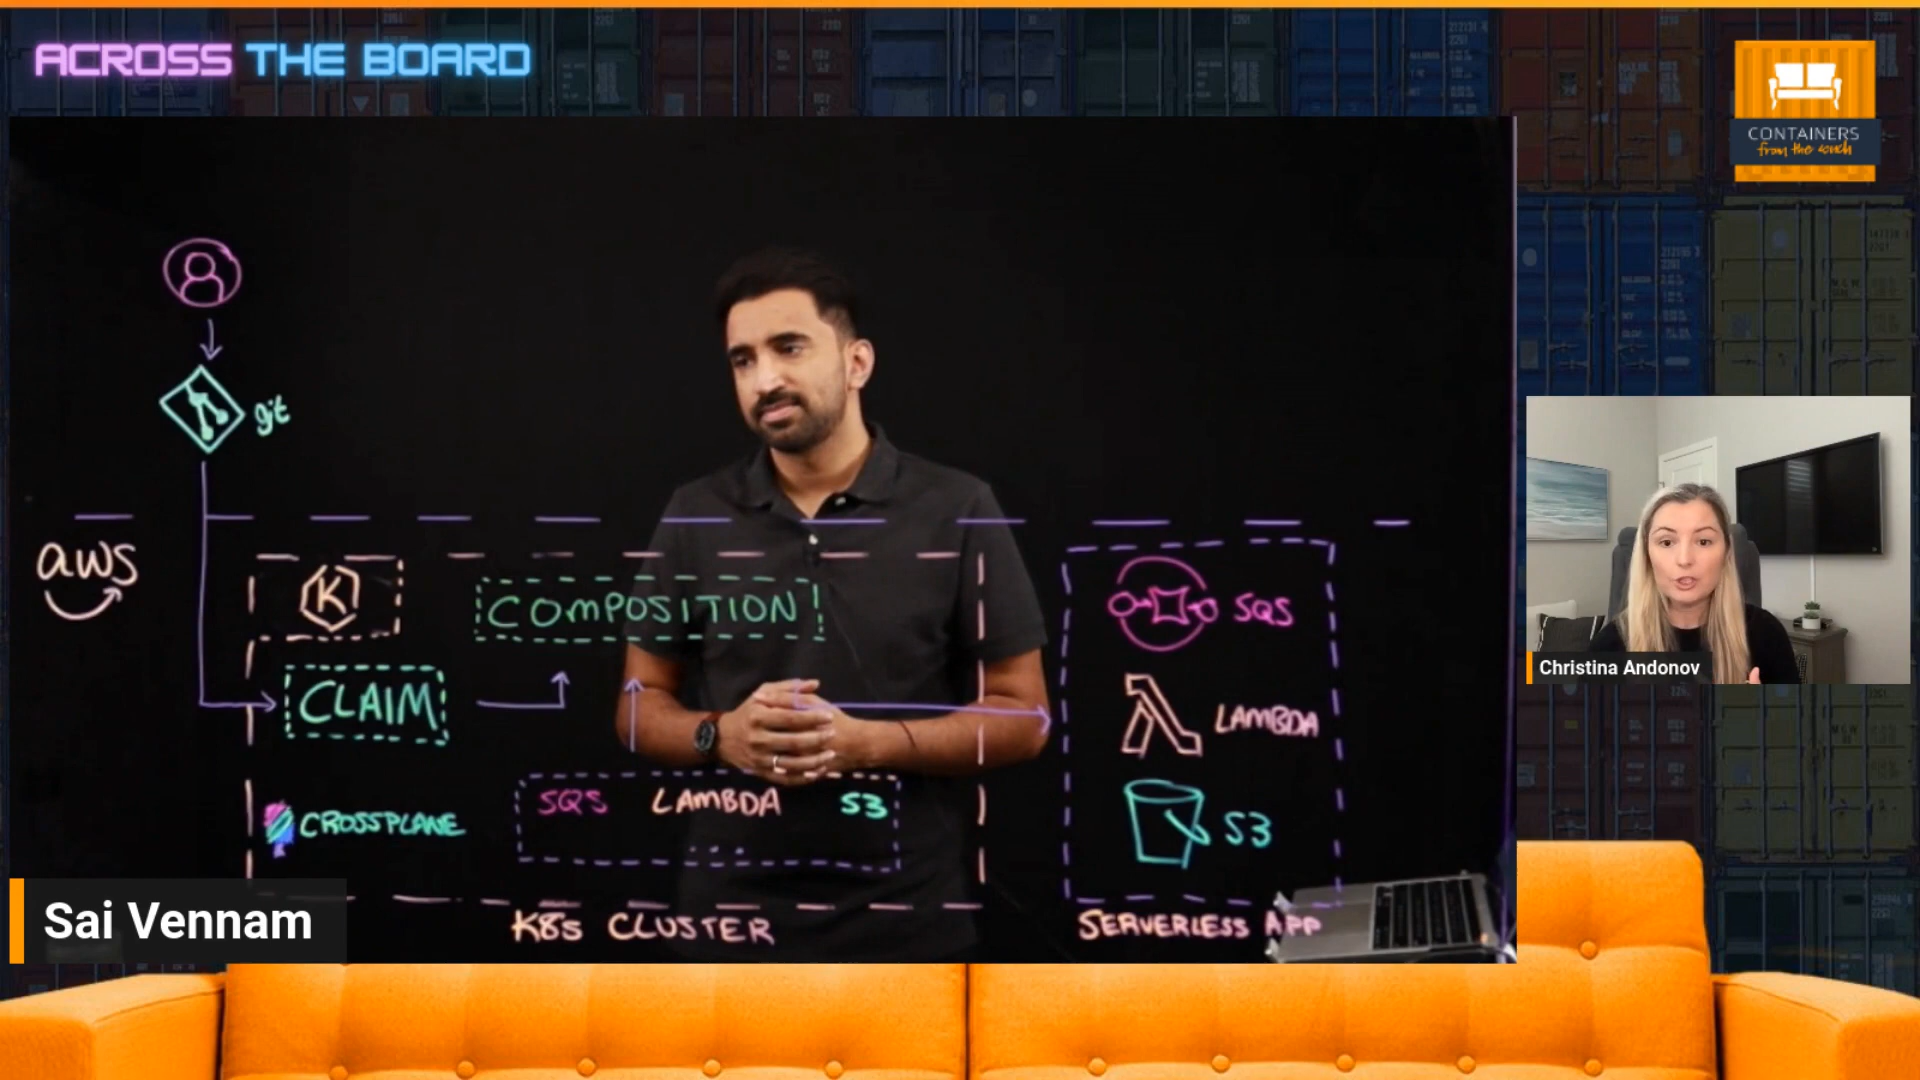 ACROSS THE BOARD
CONTAINERS
from the couch
git
aws
K
COMPOSITION
CLAIM
CROSSPLANE
SQS LAMBDA S3
...
K8s CLUSTER
SQS
LAMBDA
S3
SERVERLESS APP
Sai Vennam
Christina Andonov